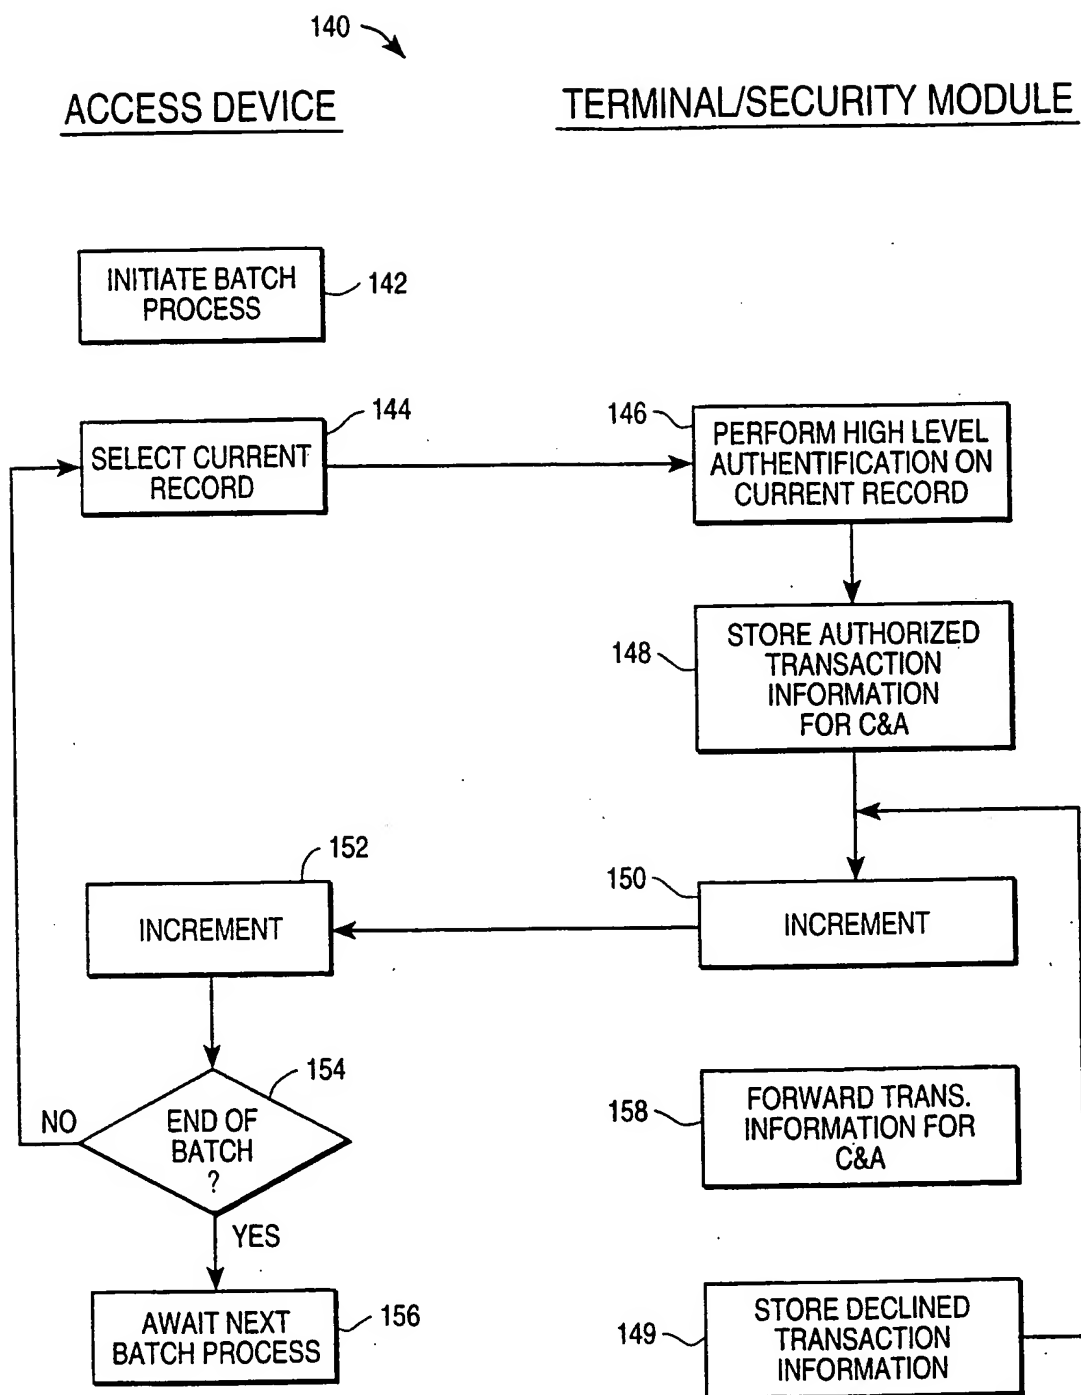 140
ACCESS DEVICE
TERMINAL/SECURITY MODULE
INITIATE BATCH
PROCESS
142
144
SELECT CURRENT
RECORD
146
PERFORM HIGH LEVEL
AUTHENTIFICATION ON
CURRENT RECORD
148
STORE AUTHORIZED
TRANSACTION
INFORMATION
FOR C&A
152
INCREMENT
150
INCREMENT
154
END OF
BATCH
?
NO
YES
158
FORWARD TRANS.
INFORMATION FOR
C&A
AWAIT NEXT
BATCH PROCESS
156
149
STORE DECLINED
TRANSACTION
INFORMATION